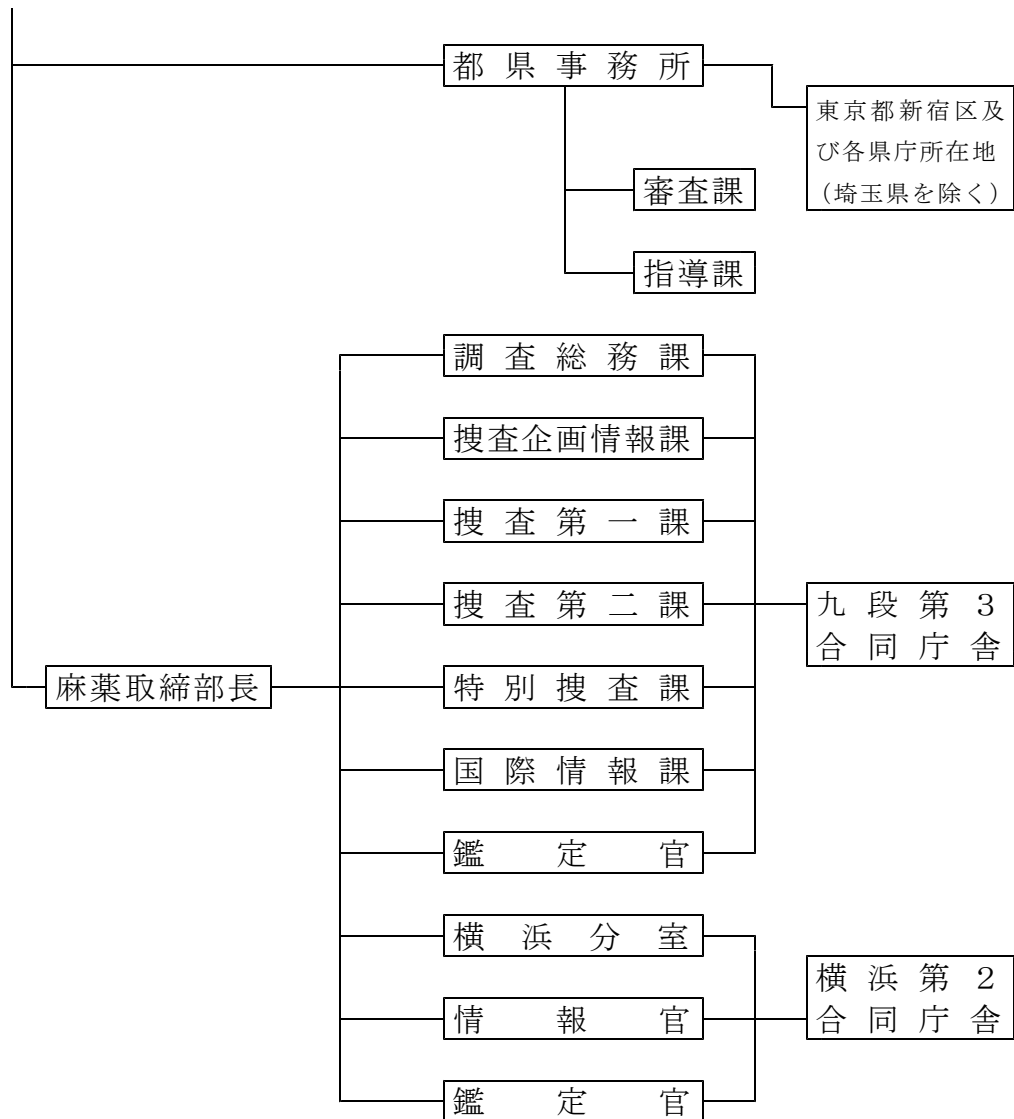 都県事務所
東京都新宿区及
び各県庁所在地
（埼玉県を除く）
審査課
指導課
調査総務課
捜査企画情報課
捜査第一課
捜査第二課
九段第３
合同庁舎
麻薬取締部長
特別捜査課
国際情報課
鑑定官
横浜分室
横浜第２
合同庁舎
情報官
鑑定官